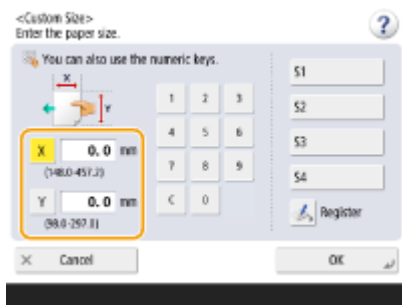 <Custom Size>
Enter the paper size.
?
You can also use the numeric keys.
X
Y
1 2 3
4 5 6
7 8 9
C 0
X 0.0 mm
(148.0-457.2)
Y 0.0 mm
(98.0-297.0)
S1
S2
S3
S4
Register
× Cancel
OK